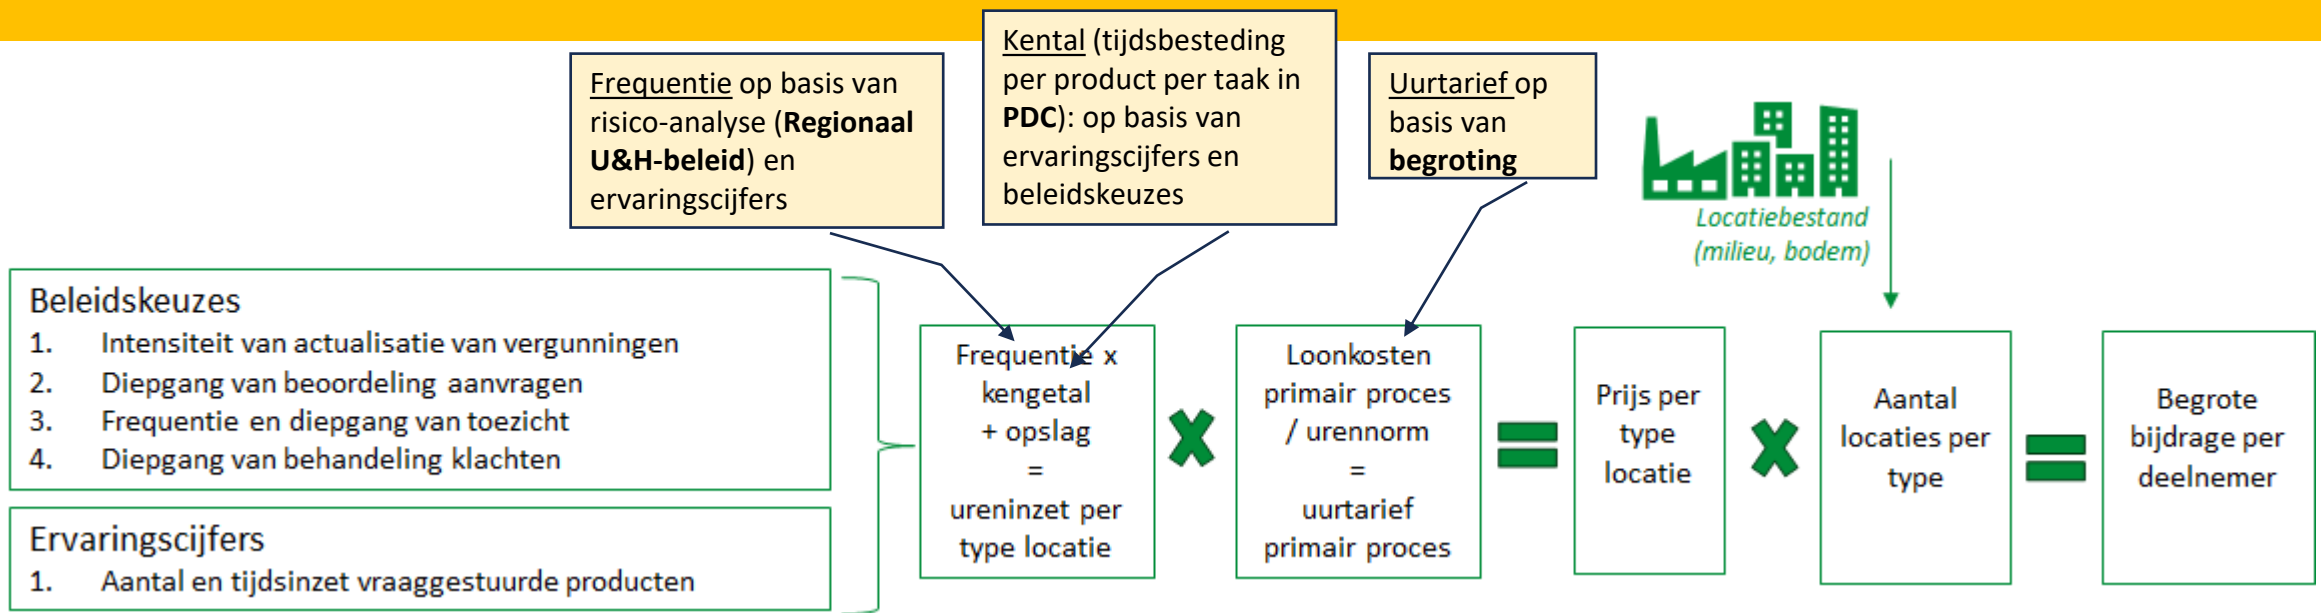 Frequentie op basis van
risico-analyse (Regionaal
U&H-beleid) en
ervaringscijfers
Kental (tijdsbesteding
per product per taak in
PDC): op basis van
ervaringscijfers en
beleidskeuzes
Uurtarief op
basis van
begroting
Locatiebestand
(milieu, bodem)
Beleidskeuzes
1. Intensiteit van actualisatie van vergunningen
2. Diepgang van beoordeling aanvragen
3. Frequentie en diepgang van toezicht
4. Diepgang van behandeling klachten
Ervaringscijfers
1. Aantal en tijdsinzet vraaggestuurde producten
Frequentie x
kengetal
+ opslag
=
ureninzet per
type locatie
Loonkosten
primair proces
/ urennorm
=
uurtarief
primair proces
Prijs per
type
locatie
Aantal
locaties per
type
Begrote
bijdrage per
deelnemer